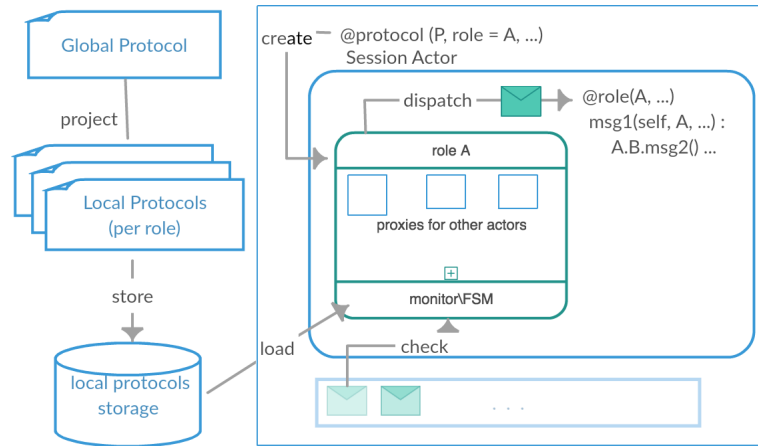 Global Protocol
project
Local Protocols
(per role)
store
local protocols
storage
load
create
@protocol (P, role = A, ...)
Session Actor
dispatch
@role(A, ...)
msg1(self, A, ...) :
A.B.msg2() ...
role A
proxies for other actors
monitor\FSM
check
. . .